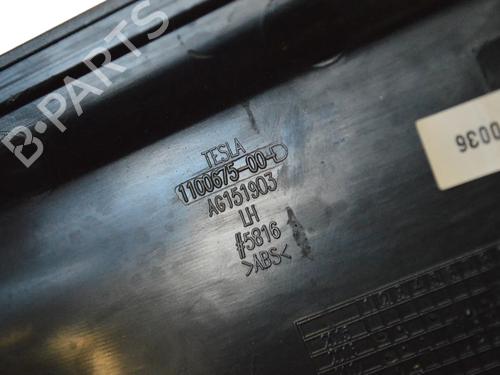 B-PARTS
TESLA
1100675-00-D
AG151903
LH
#5816
>ABS<
0036